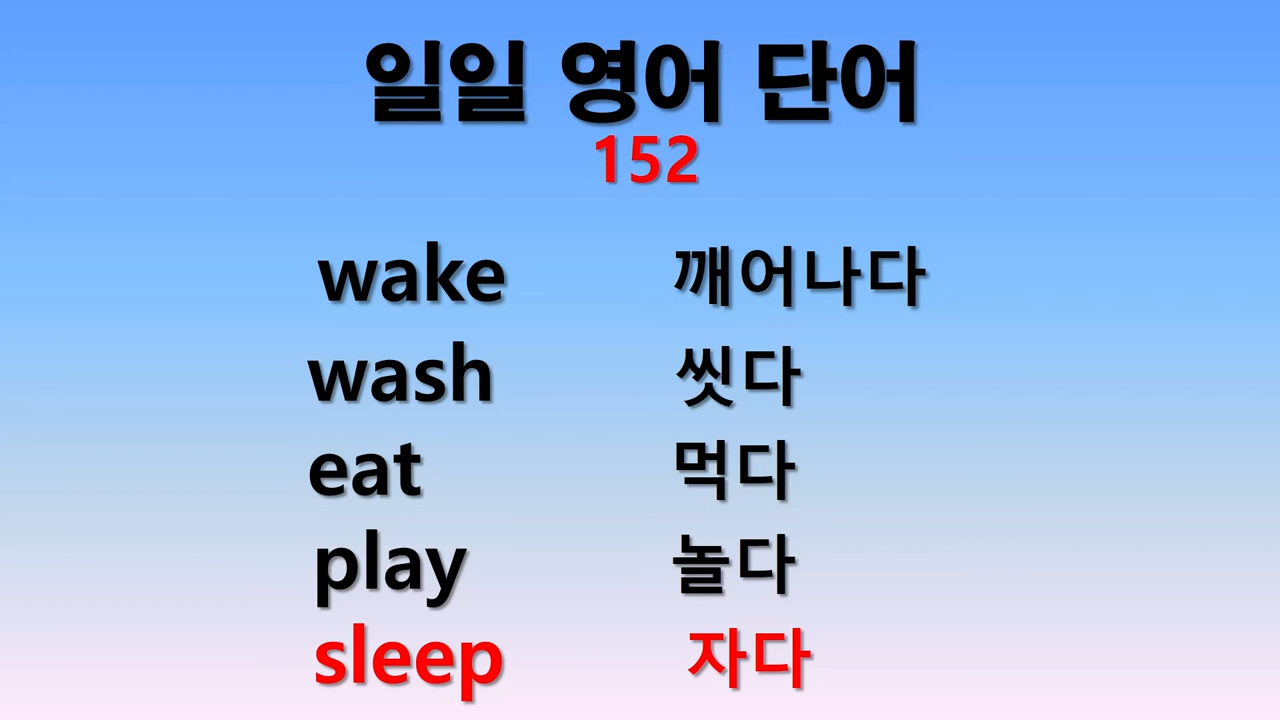 일일 영어 단어
152
wake 깨어나다
wash 씻다
eat 먹다
play 놀다
sleep 자다